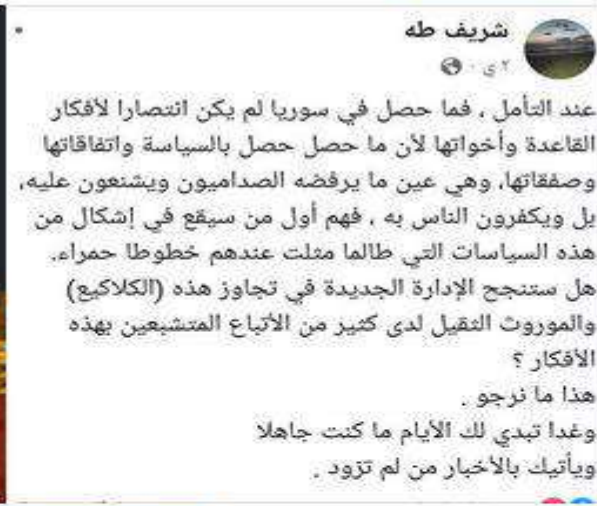 شريف طه
٢ ي ·
عند التأمل ، فما حصل في سوريا لم يكن انتصارا لأفكار
القاعدة وأخواتها لأن ما حصل حصل بالسياسة واتفاقاتها
وصفقاتها، وهي عين ما يرفضه الصداميون ويشنعون عليه،
بل ويكفرون الناس به ، فهم أول من سيقع في إشكال من
هذه السياسات التي طالما مثلت عندهم خطوطا حمراء.
هل ستنجح الإدارة الجديدة في تجاوز هذه (الكلاكيع)
والموروث الثقيل لدى كثير من الأتباع المتشبعين بهذه
الأفكار ؟
هذا ما نرجو .
وغدا تبدي لك الأيام ما كنت جاهلا
ويأتيك بالأخبار من لم تزود .